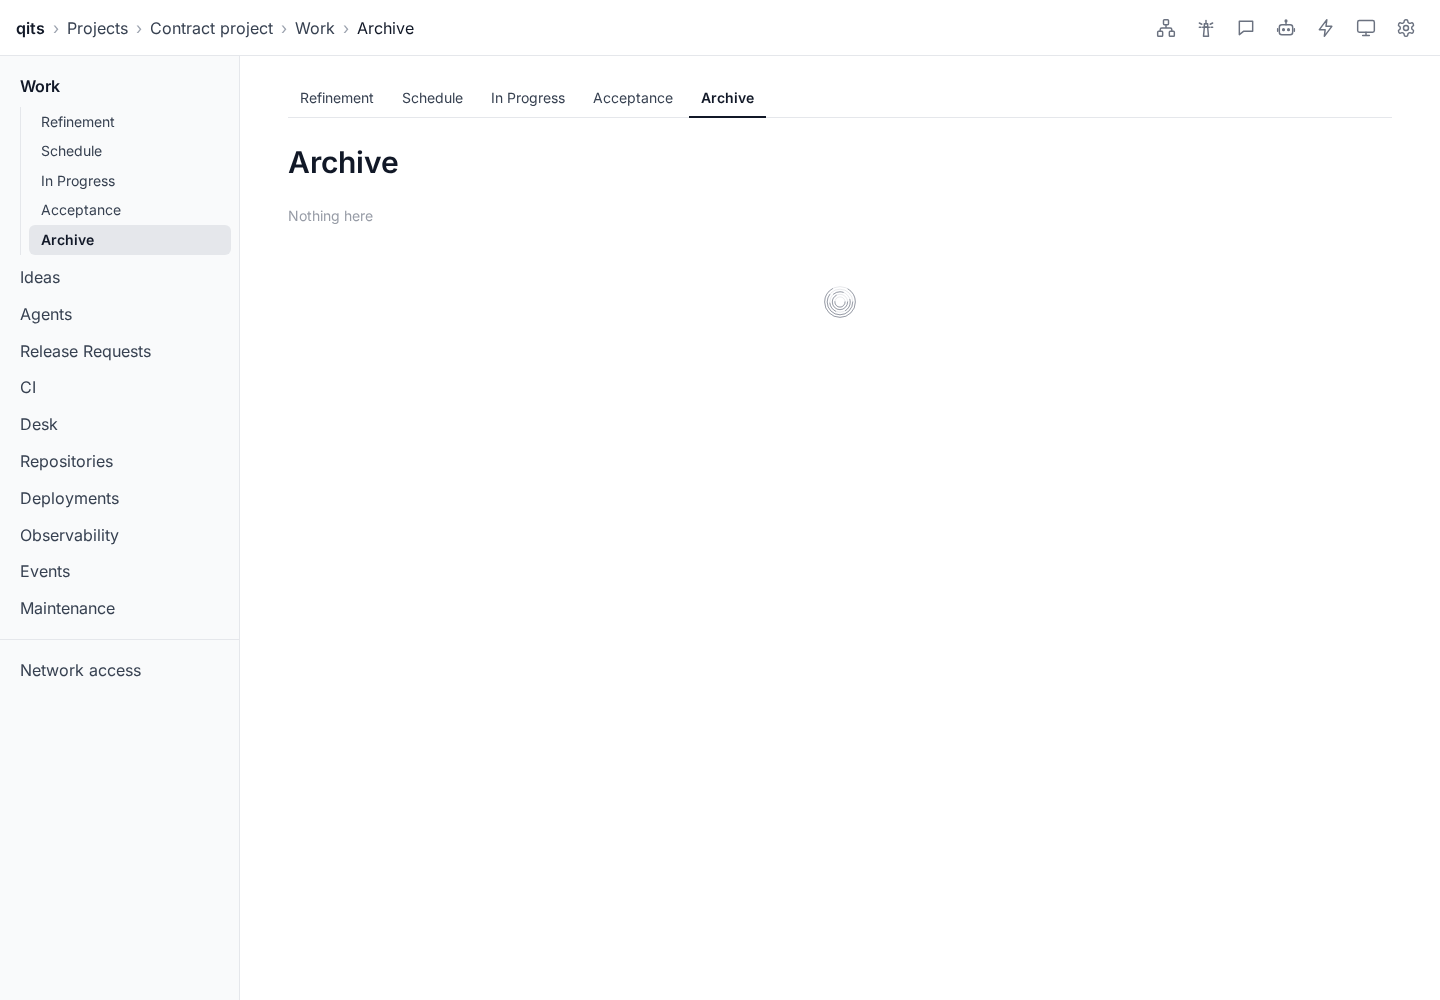 qits › Projects › Contract project › Work › Archive
Work
Refinement
Schedule
In Progress
Acceptance
Archive
Ideas
Agents
Release Requests
CI
Desk
Repositories
Deployments
Observability
Events
Maintenance
Network access
Refinement Schedule In Progress Acceptance Archive
Archive
Nothing here